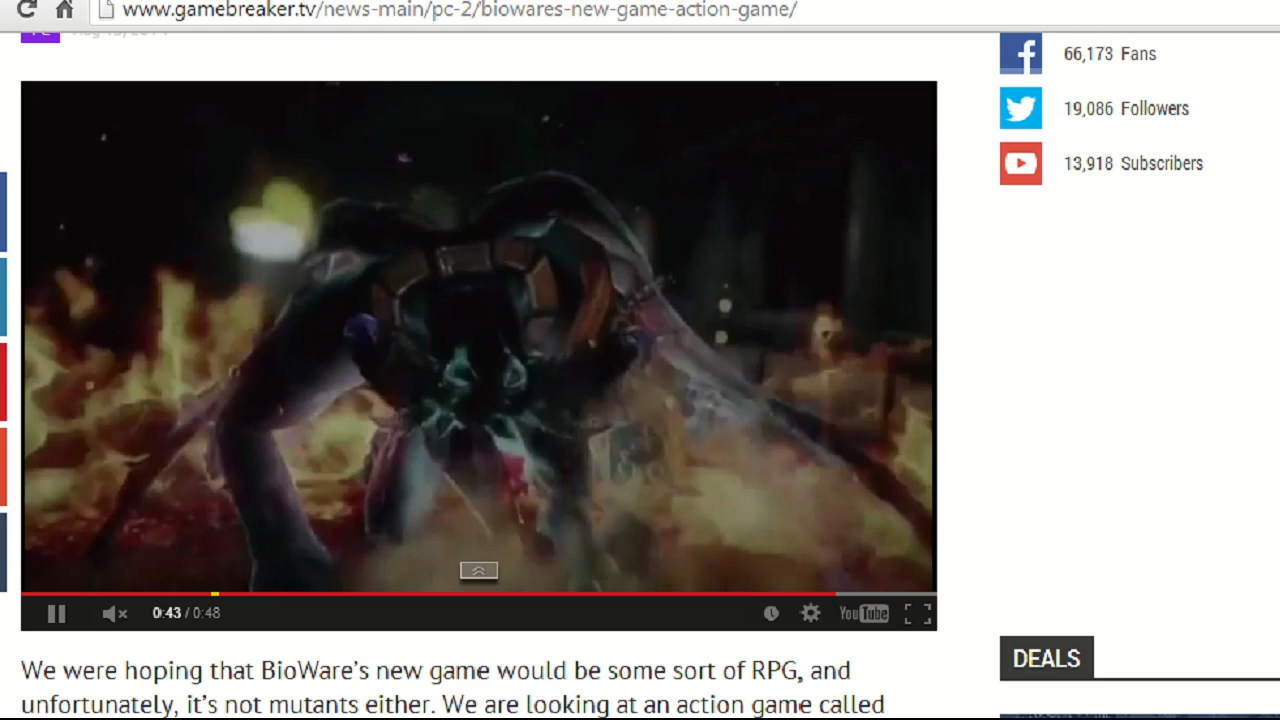 www.gamebreaker.tv/news-main/pc-2/biowares-new-game-action-game/
66,173 Fans
19,086 Followers
13,918 Subscribers
0:43 / 0:48
YouTube
We were hoping that BioWare's new game would be some sort of RPG, and
unfortunately, it's not mutants either. We are looking at an action game called
DEALS